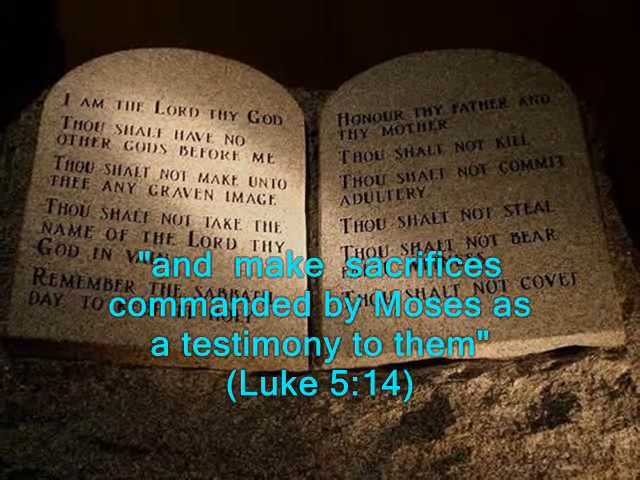 I AM THE LORD THY GOD
THOU SHALT HAVE NO
OTHER GODS BEFORE ME
THOU SHALT NOT MAKE UNTO
THEE ANY GRAVEN IMAGE
THOU SHALT NOT TAKE THE
NAME OF THE LORD THY
GOD IN
REMEMBER THE SABBATH
DAY TO
HONOUR THY FATHER AND
THY MOTHER
THOU SHALT NOT KILL
THOU SHALT NOT COMMIT
ADULTERY
THOU SHALT NOT STEAL
THOU SHALT NOT BEAR
THOU SHALT NOT COVET
"and make sacrifices
commanded by Moses as
a testimony to them"
(Luke 5:14)